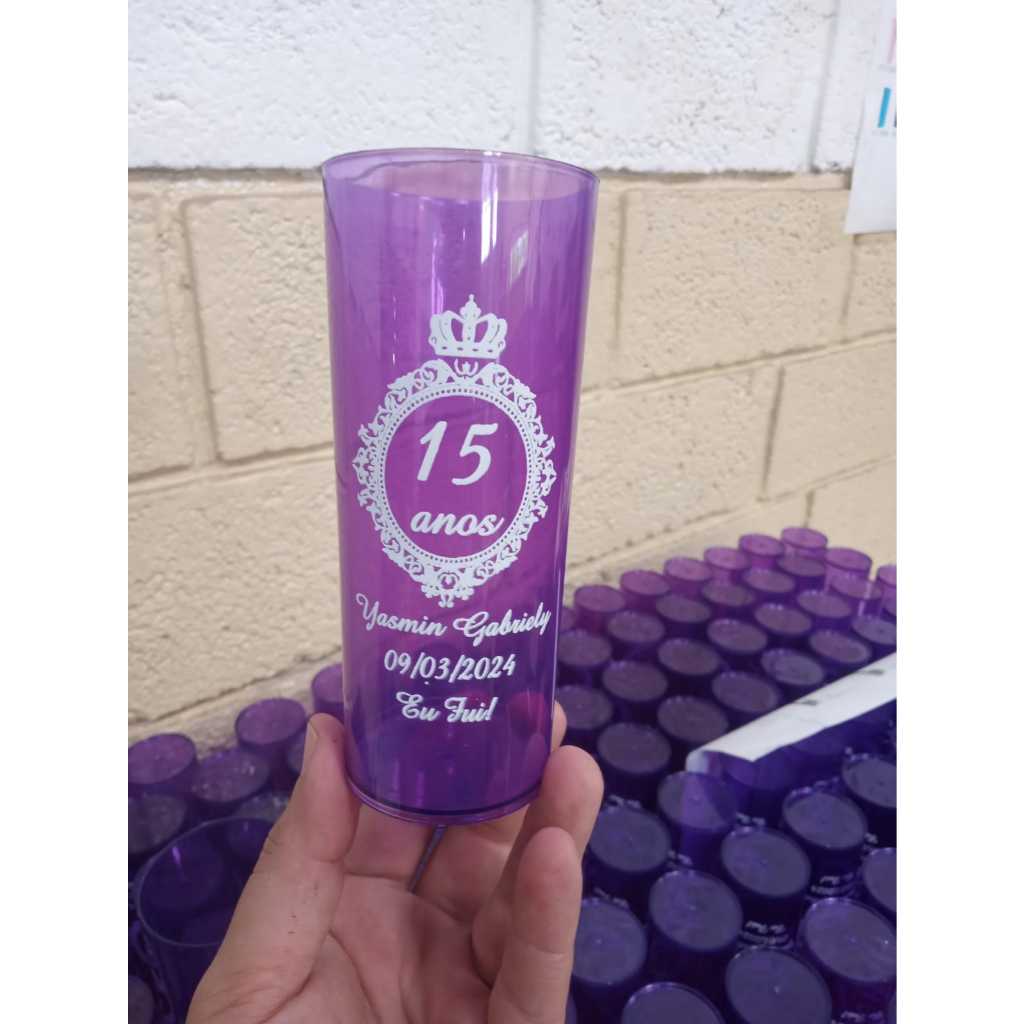 15
anos
Yasmin Gabriely
09/03/2024
Eu Fui!